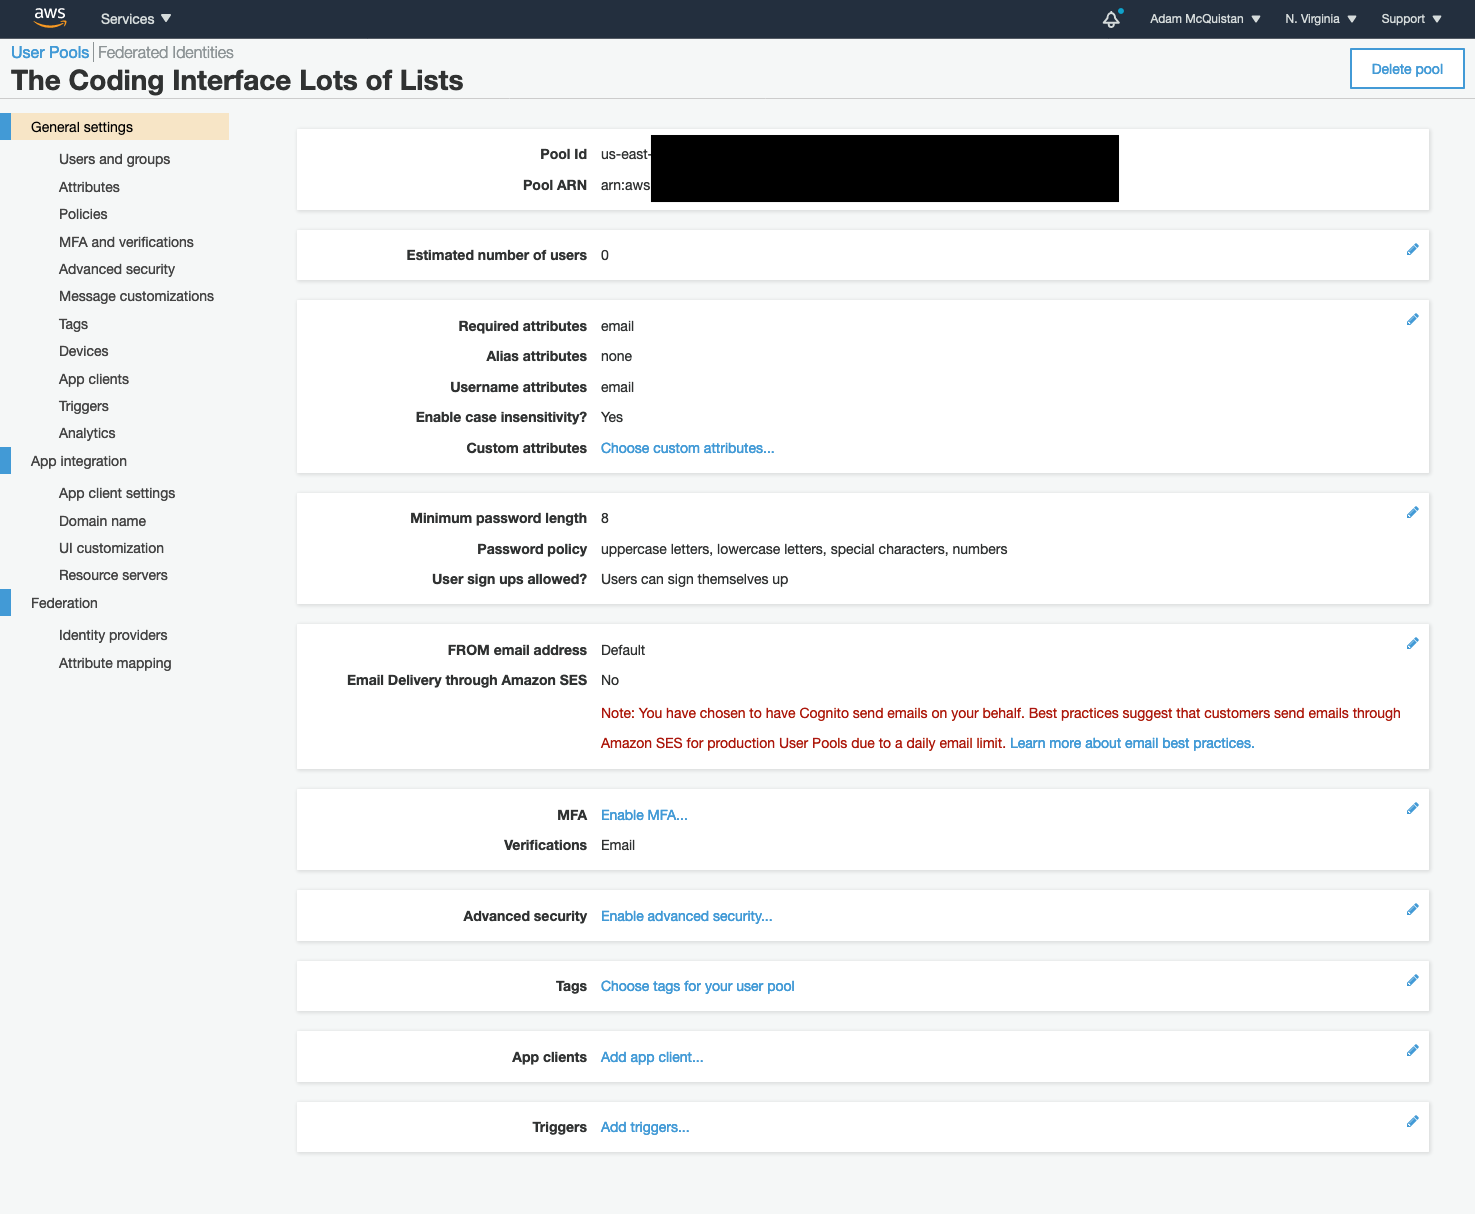 aws Services Adam McQuistan N. Virginia Support
User Pools Federated Identities
The Coding Interface Lots of Lists
Delete pool
General settings
Users and groups
Attributes
Policies
MFA and verifications
Advanced security
Message customizations
Tags
Devices
App clients
Triggers
Analytics
App integration
App client settings
Domain name
UI customization
Resource servers
Federation
Identity providers
Attribute mapping
Pool Id us-east-
Pool ARN arn:aws
Estimated number of users 0
Required attributes email
Alias attributes none
Username attributes email
Enable case insensitivity? Yes
Custom attributes Choose custom attributes...
Minimum password length 8
Password policy uppercase letters, lowercase letters, special characters, numbers
User sign ups allowed? Users can sign themselves up
FROM email address Default
Email Delivery through Amazon SES No
Note: You have chosen to have Cognito send emails on your behalf. Best practices suggest that customers send emails through
Amazon SES for production User Pools due to a daily email limit. Learn more about email best practices.
MFA Enable MFA...
Verifications Email
Advanced security Enable advanced security...
Tags Choose tags for your user pool
App clients Add app client...
Triggers Add triggers...